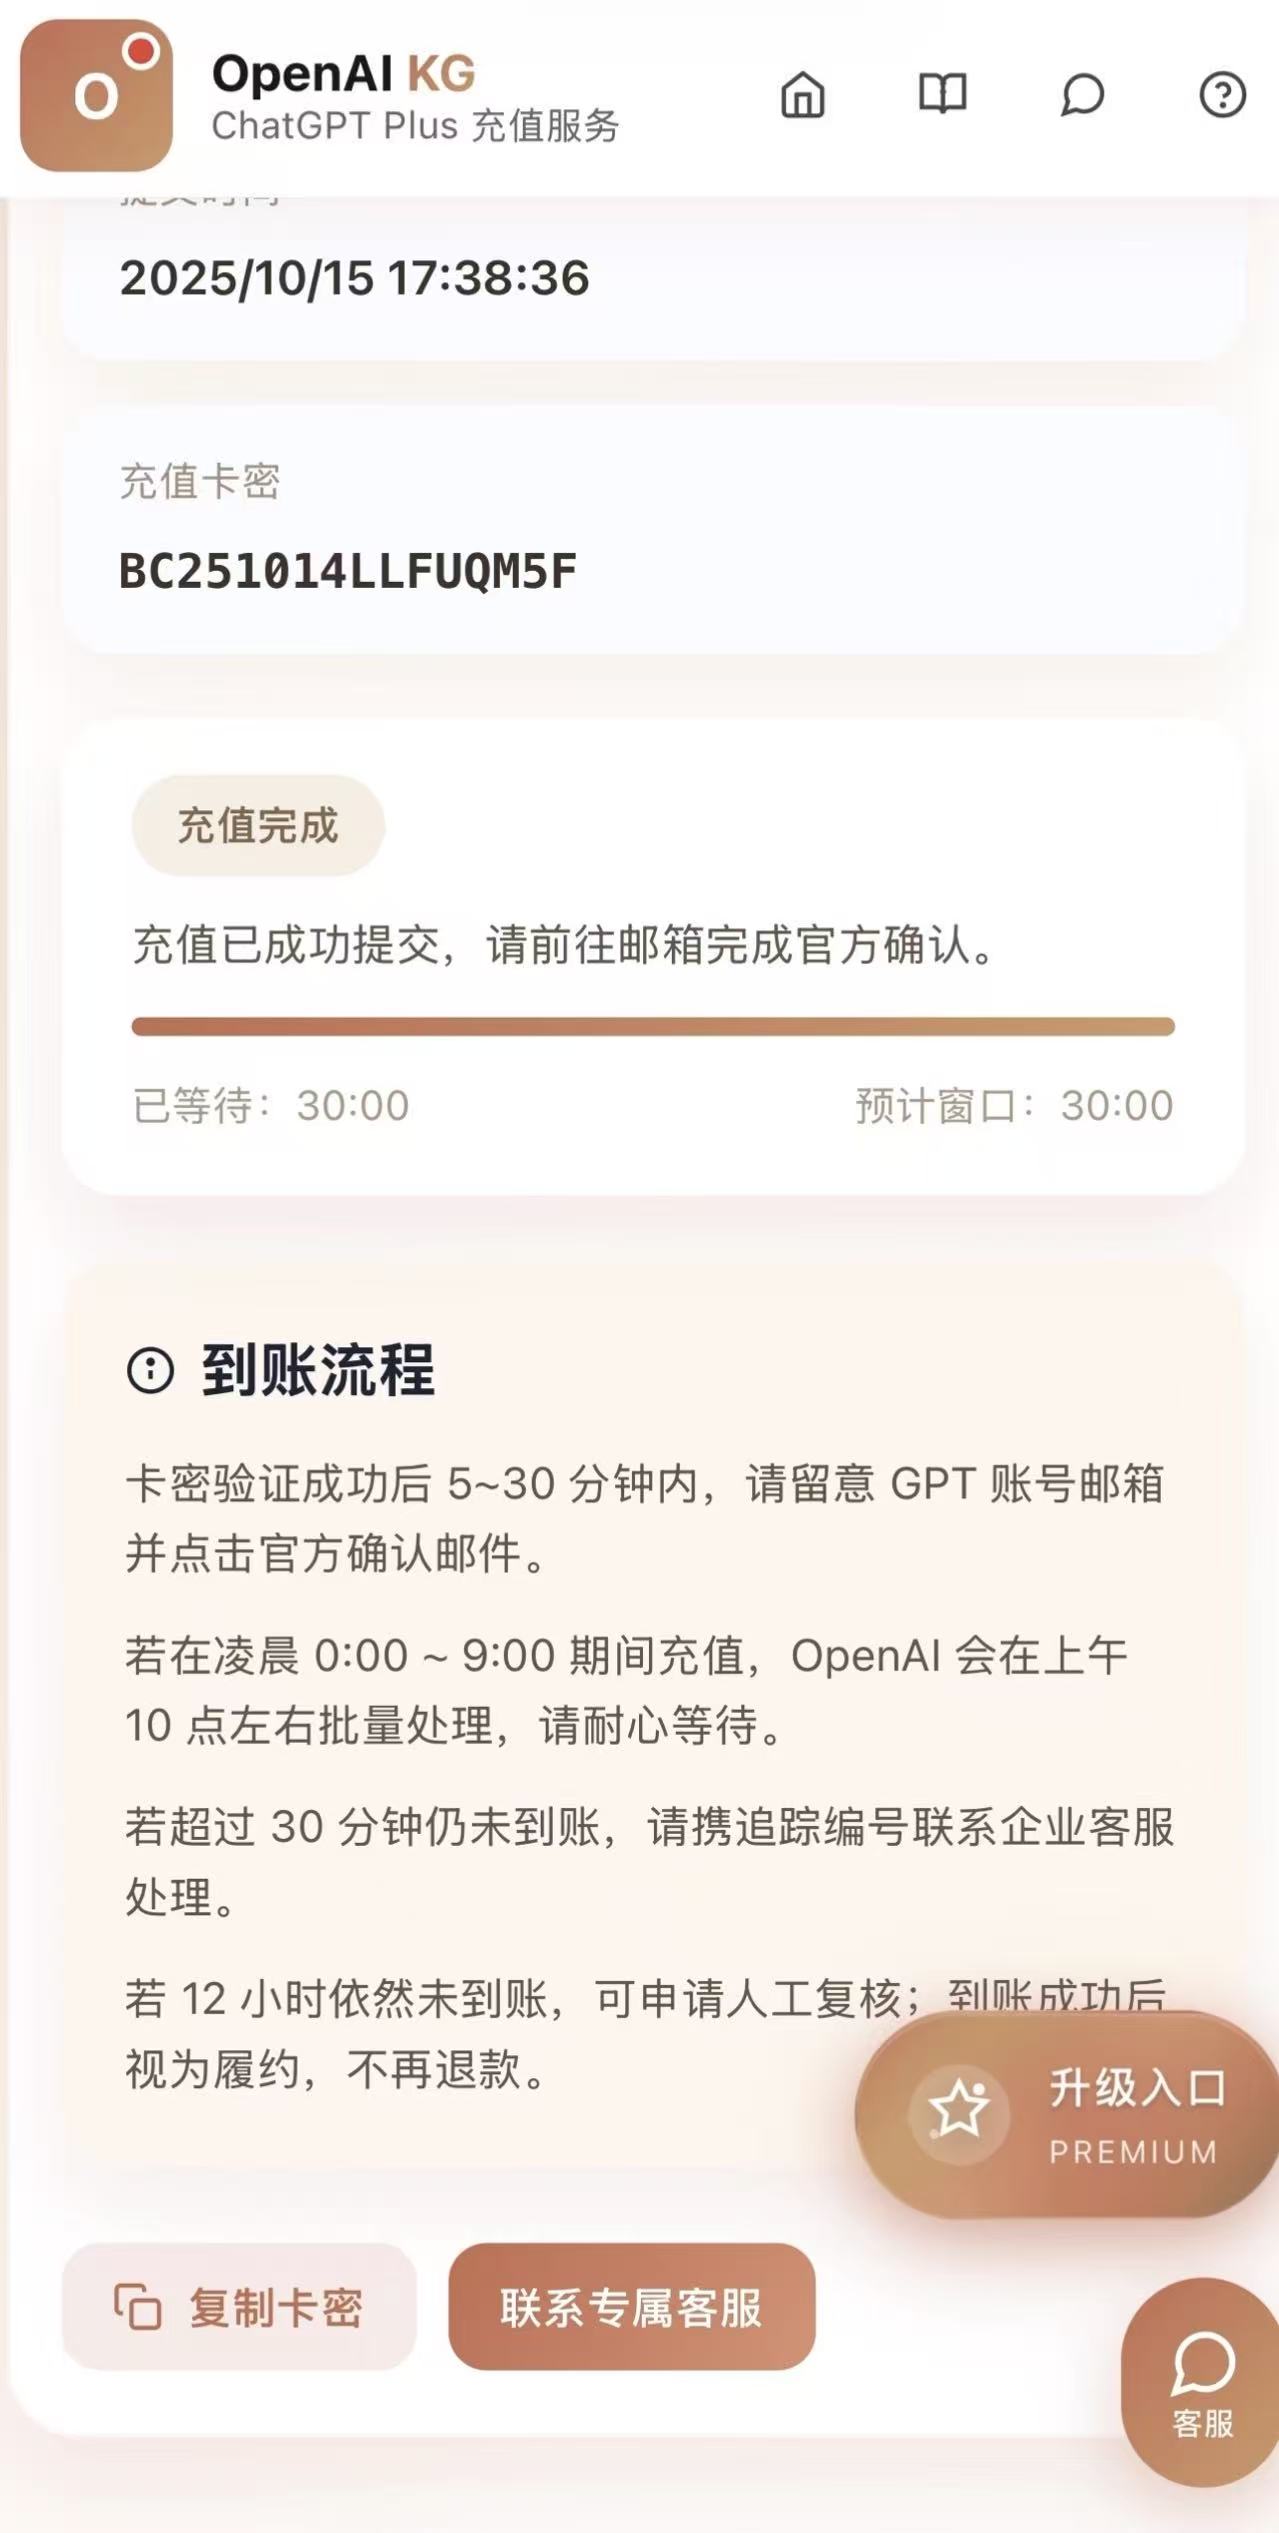 O
OpenAI KG
ChatGPT Plus 充值服务
提交时间
2025/10/15 17:38:36
充值卡密
BC251014LLFUQM5F
充值完成
充值已成功提交，请前往邮箱完成官方确认。
已等待：30:00
预计窗口：30:00
到账流程
卡密验证成功后 5~30 分钟内，请留意 GPT 账号邮箱
并点击官方确认邮件。
若在凌晨 0:00 ~ 9:00 期间充值，OpenAI 会在上午
10 点左右批量处理，请耐心等待。
若超过 30 分钟仍未到账，请携追踪编号联系企业客服
处理。
若 12 小时依然未到账，可申请人工复核；到账成功后
视为履约，不再退款。
升级入口
PREMIUM
复制卡密
联系专属客服
客服